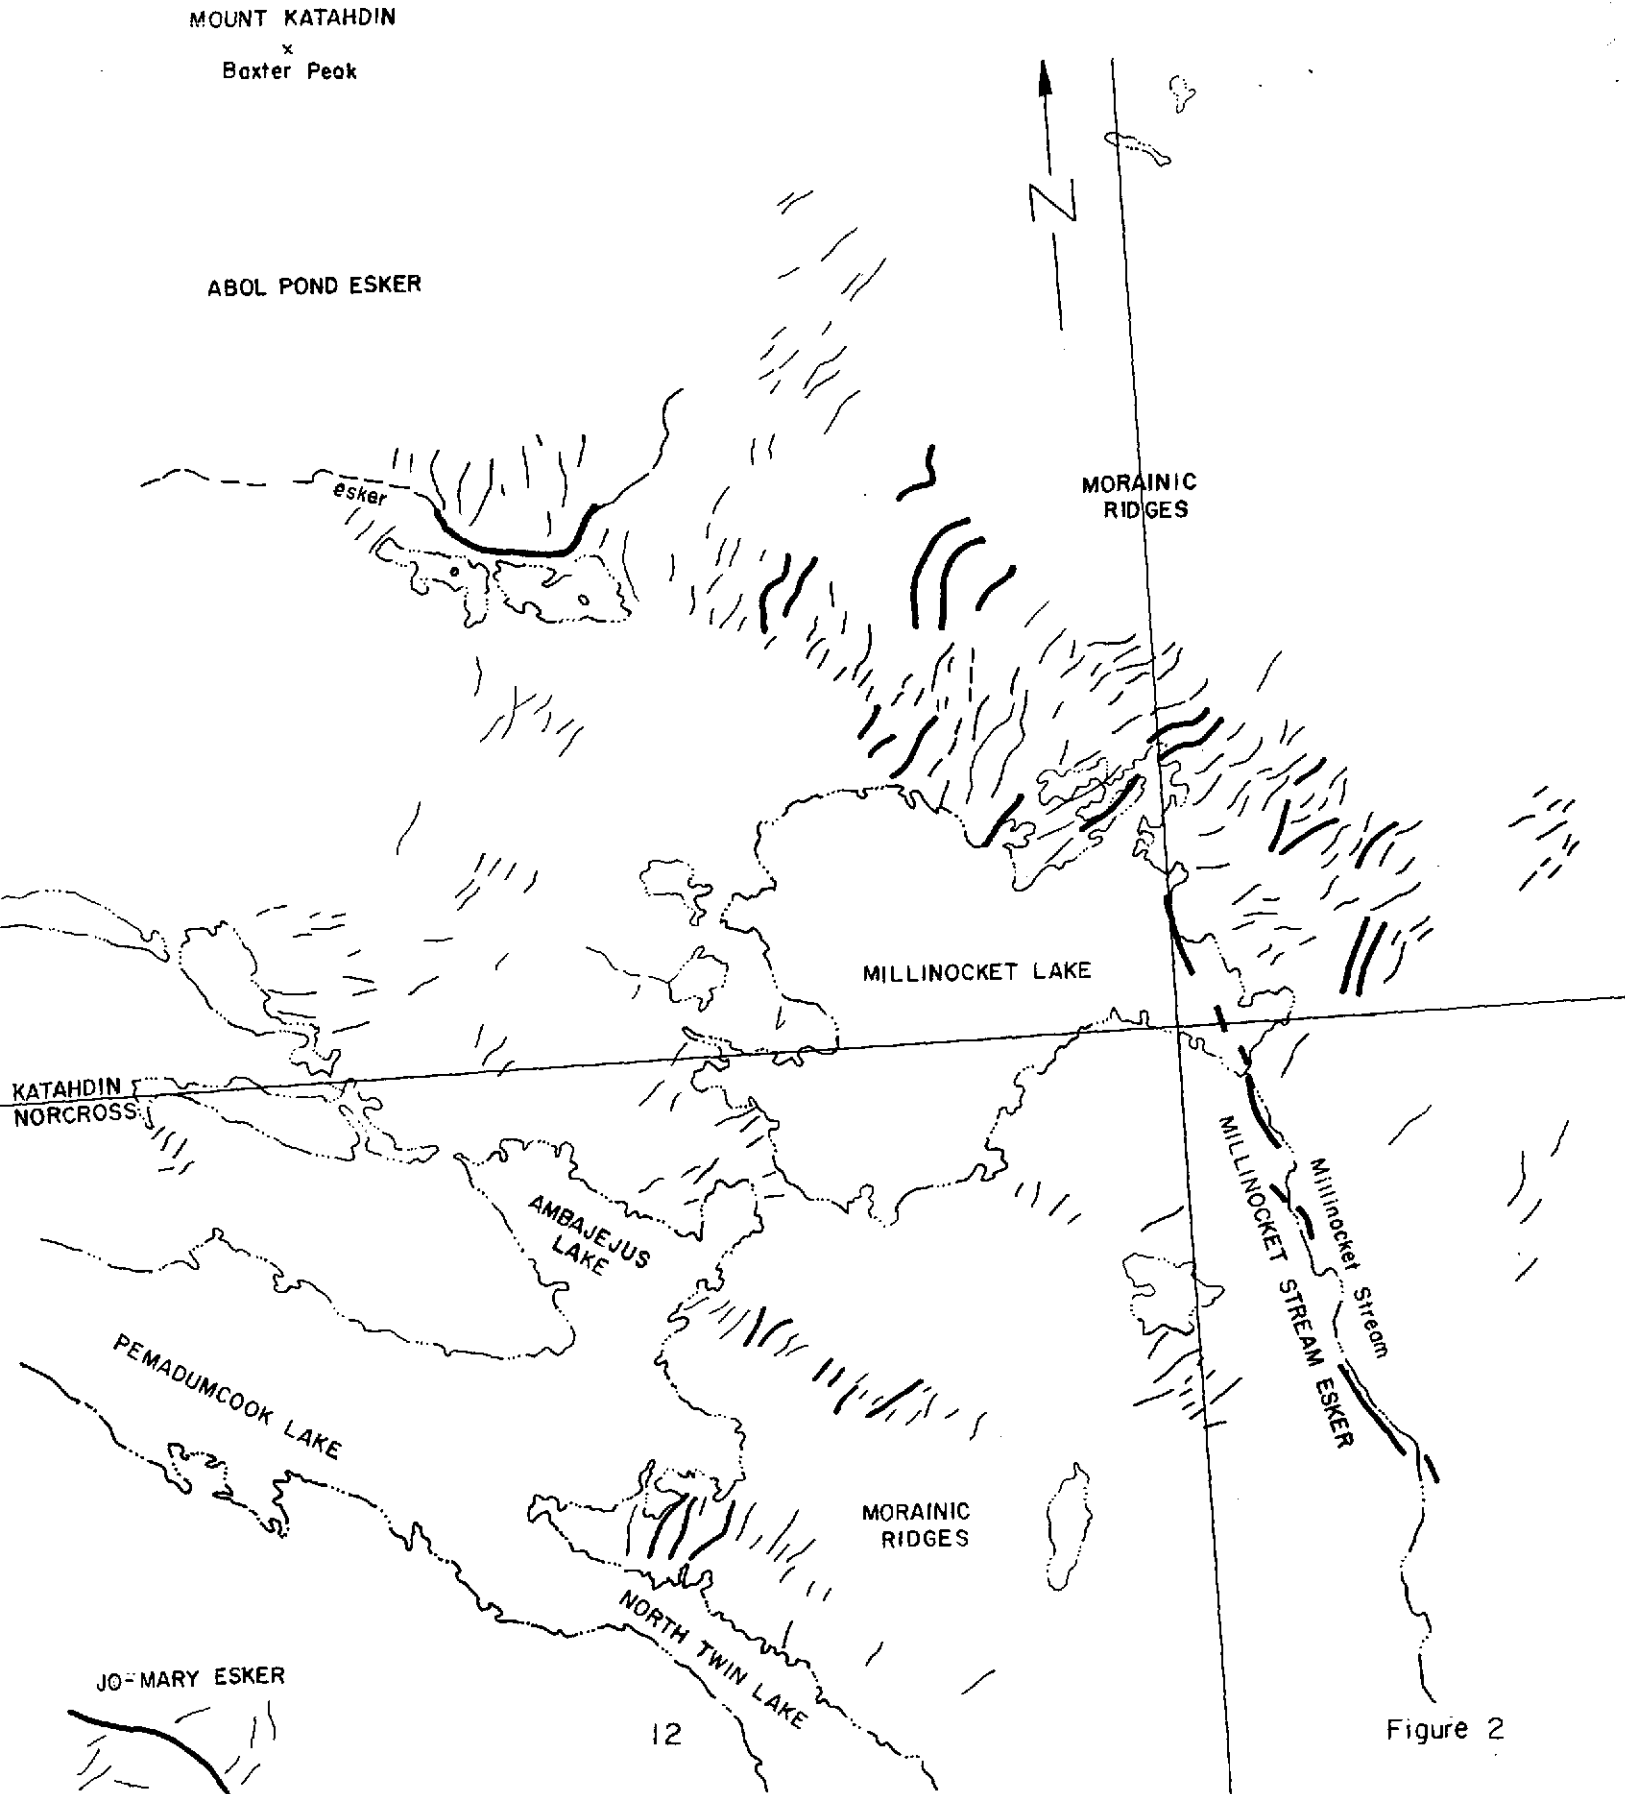 MOUNT KATAHDIN
x
Baxter Peak
N
ABOL POND ESKER
MORAINIC
RIDGES
esker
MILLINOCKET LAKE
KATAHDIN
NORCROSS
AMBAJEJUS
LAKE
MILLINOCKET STREAM ESKER
Millinocket Stream
PEMADUMCOOK LAKE
MORAINIC
RIDGES
NORTH TWIN LAKE
JO-MARY ESKER
12
Figure 2